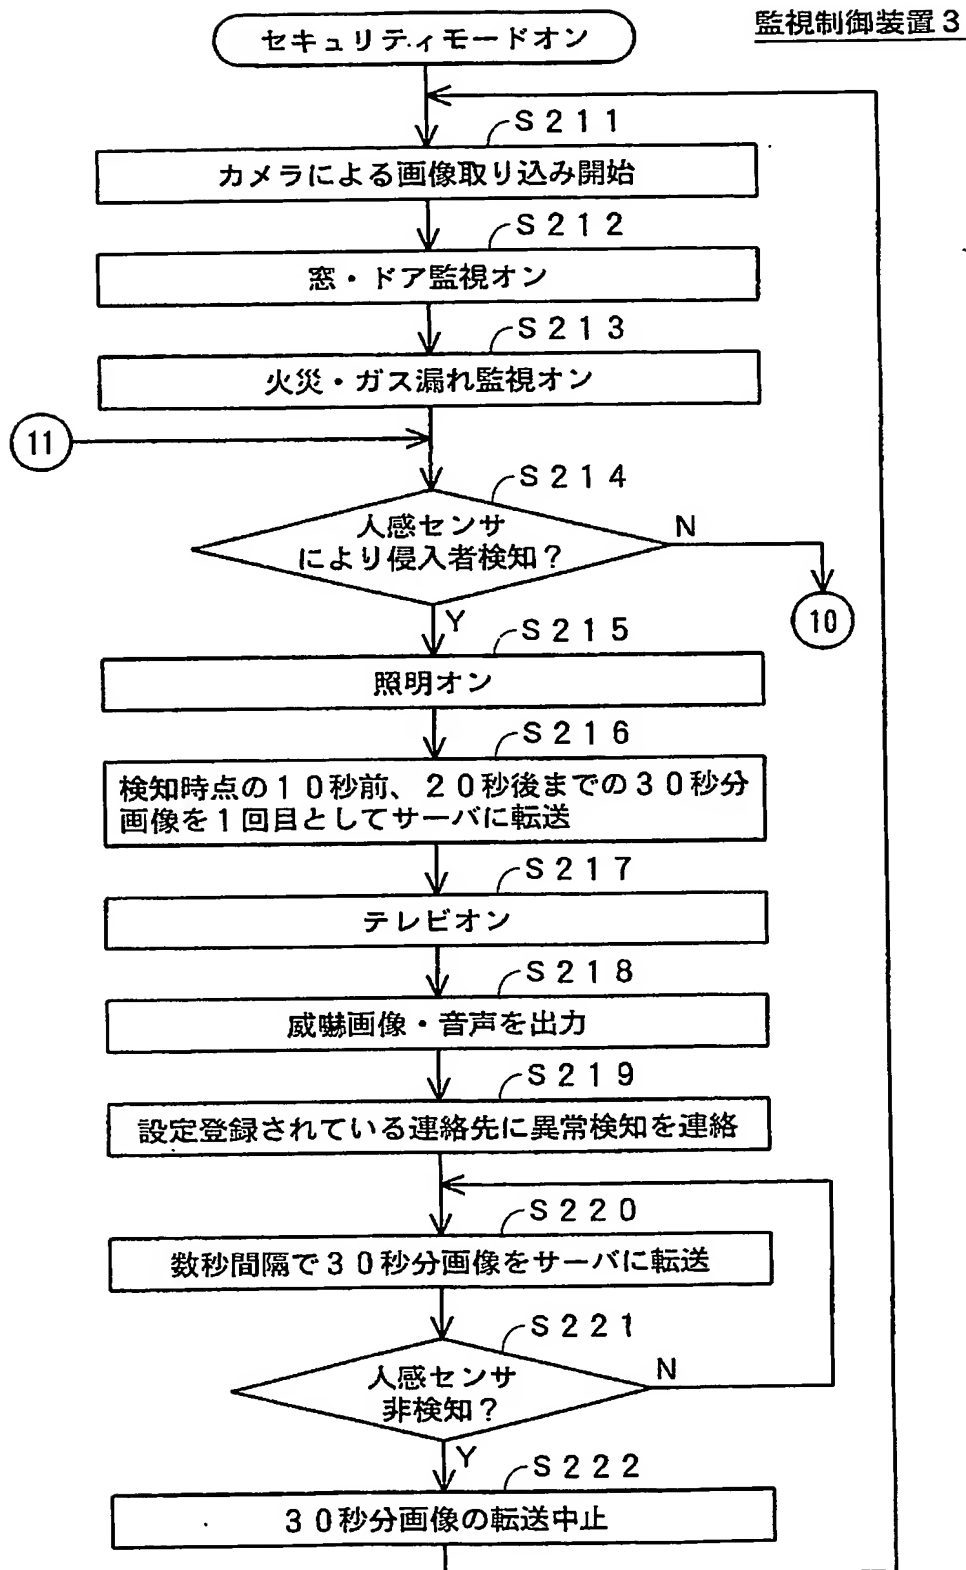 監視制御装置3
セキュリティモードオン
S211
カメラによる画像取り込み開始
S212
窓・ドア監視オン
S213
火災・ガス漏れ監視オン
11
S214
人感センサ
により侵入者検知？
N
10
Y
S215
照明オン
S216
検知時点の10秒前、20秒後までの30秒分
画像を1回目としてサーバに転送
S217
テレビオン
S218
威嚇画像・音声を出力
S219
設定登録されている連絡先に異常検知を連絡
S220
数秒間隔で30秒分画像をサーバに転送
S221
人感センサ
非検知？
N
Y
S222
30秒分画像の転送中止